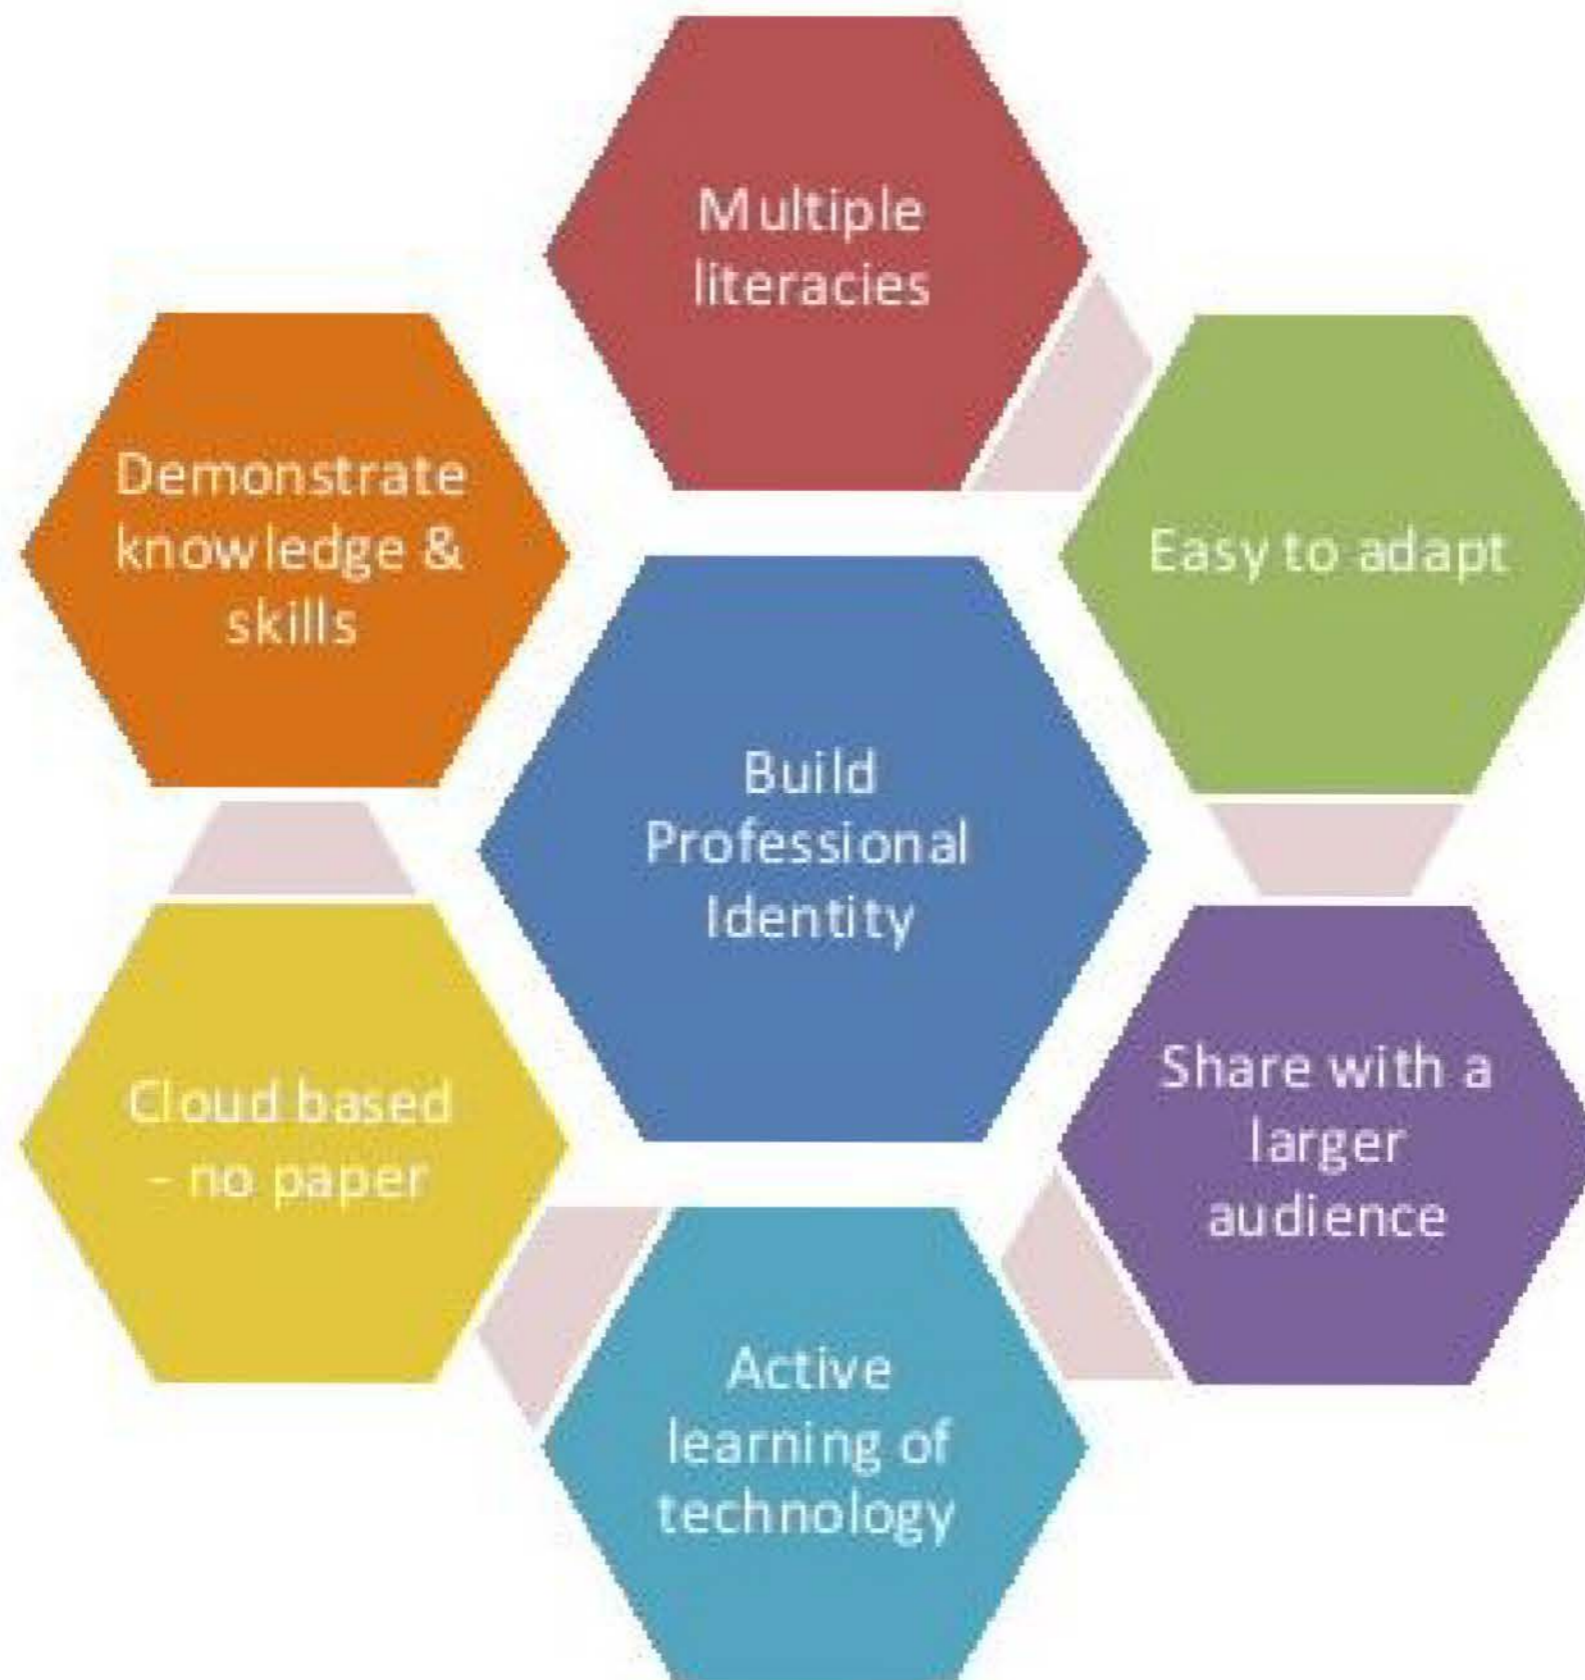 Multiple
literacies
Easy to adapt
Share with a
larger
audience
Active
learning of
technology
Cloud based
- no paper
Demonstrate
knowledge &
skills
Build
Professional
Identity